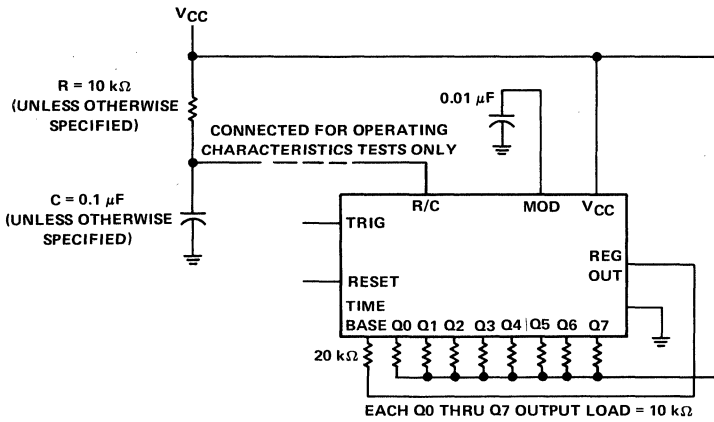 VCC
R = 10 kΩ
(UNLESS OTHERWISE
SPECIFIED)
0.01 μF
CONNECTED FOR OPERATING
CHARACTERISTICS TESTS ONLY
C = 0.1 μF
(UNLESS OTHERWISE
SPECIFIED)
R/C MOD VCC
TRIG
REG
OUT
RESET
TIME
BASE Q0 Q1 Q2 Q3 Q4 Q5 Q6 Q7
20 kΩ
EACH Q0 THRU Q7 OUTPUT LOAD = 10 kΩ